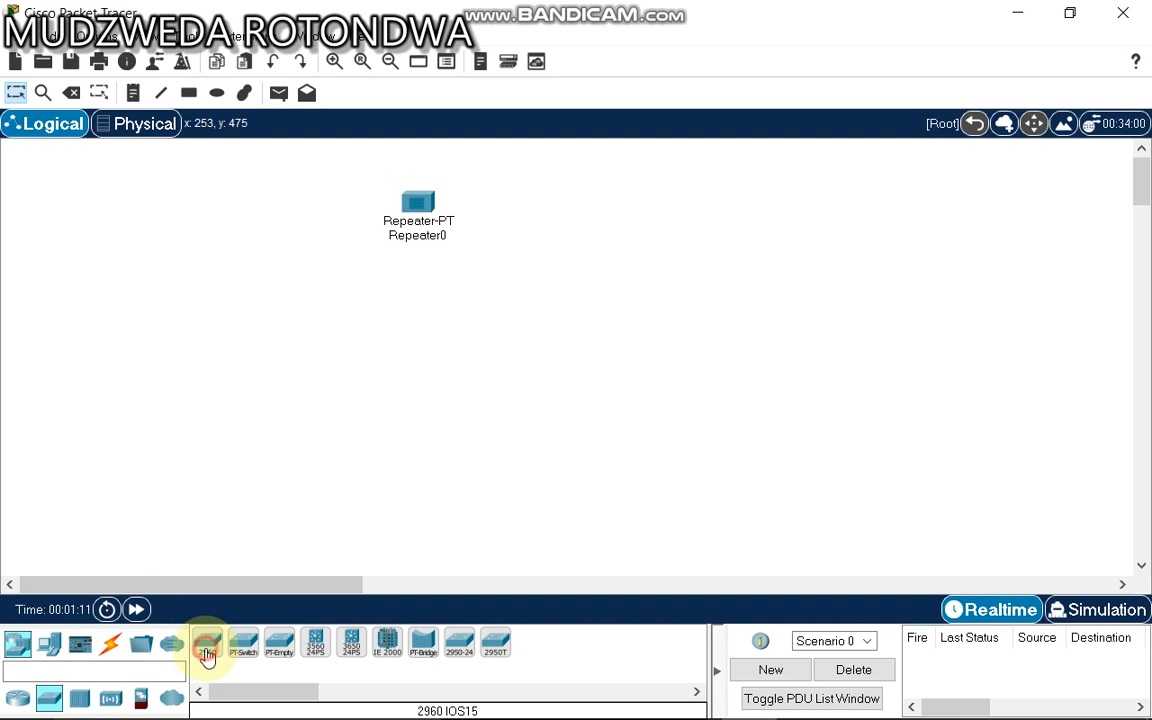 Cisco Packet Tracer
www.BANDICAM.com
MUDZWEDA ROTONDWA
?
Logical
Physical
x: 253, y: 475
[Root]
00:34:00
Repeater-PT
Repeater0
Time: 00:01:11
Realtime
Simulation
2960
PT-Switch
PT-Empty
3560
24PS
3650
24PS
IE 2000
PT-Bridge
2950-24
2950T
2960 IOS15
Scenario 0
New
Delete
Toggle PDU List Window
Fire
Last Status
Source
Destination